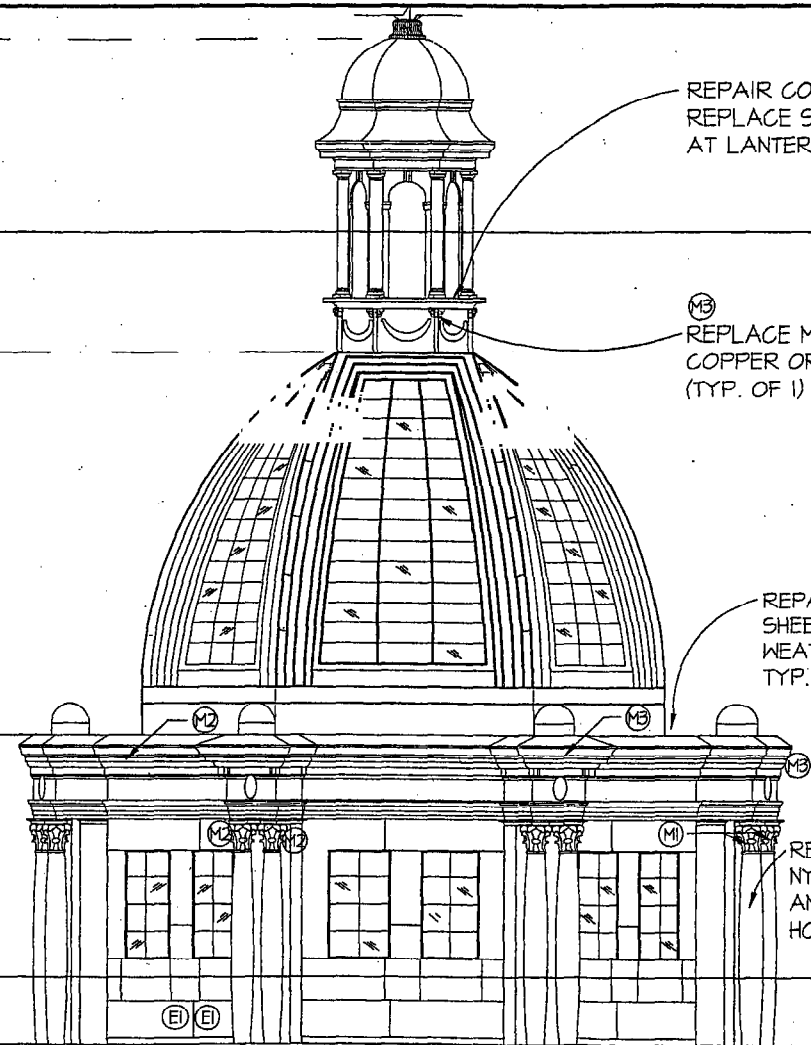 REPAIR CO
REPLACE S
AT LANTER
M3
REPLACE M
COPPER OR
(TYP. OF 1)
REPA
SHEE
WEAT
TYP.
M2
M3
M3
M2
M2
M1
RE
NY
AN
HO
E1 E1